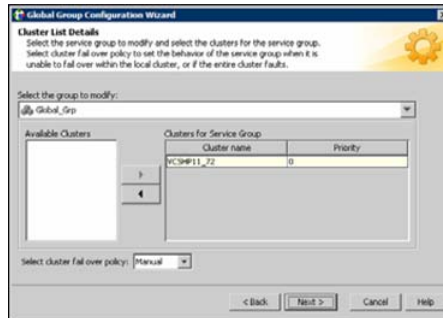 Global Group Configuration Wizard
Cluster List Details
Select the service group to modify and select the clusters for the service group.
Select cluster fail over policy to set the behavior of the service group when it is
unable to fail over within the local cluster, or if the entire cluster faults.
Select the group to modify:
Global_Grp
Available Clusters
Clusters for Service Group
Cluster name Priority
VCSHP11_72 0
Select cluster fail over policy: Manual
< Back Next > Cancel Help